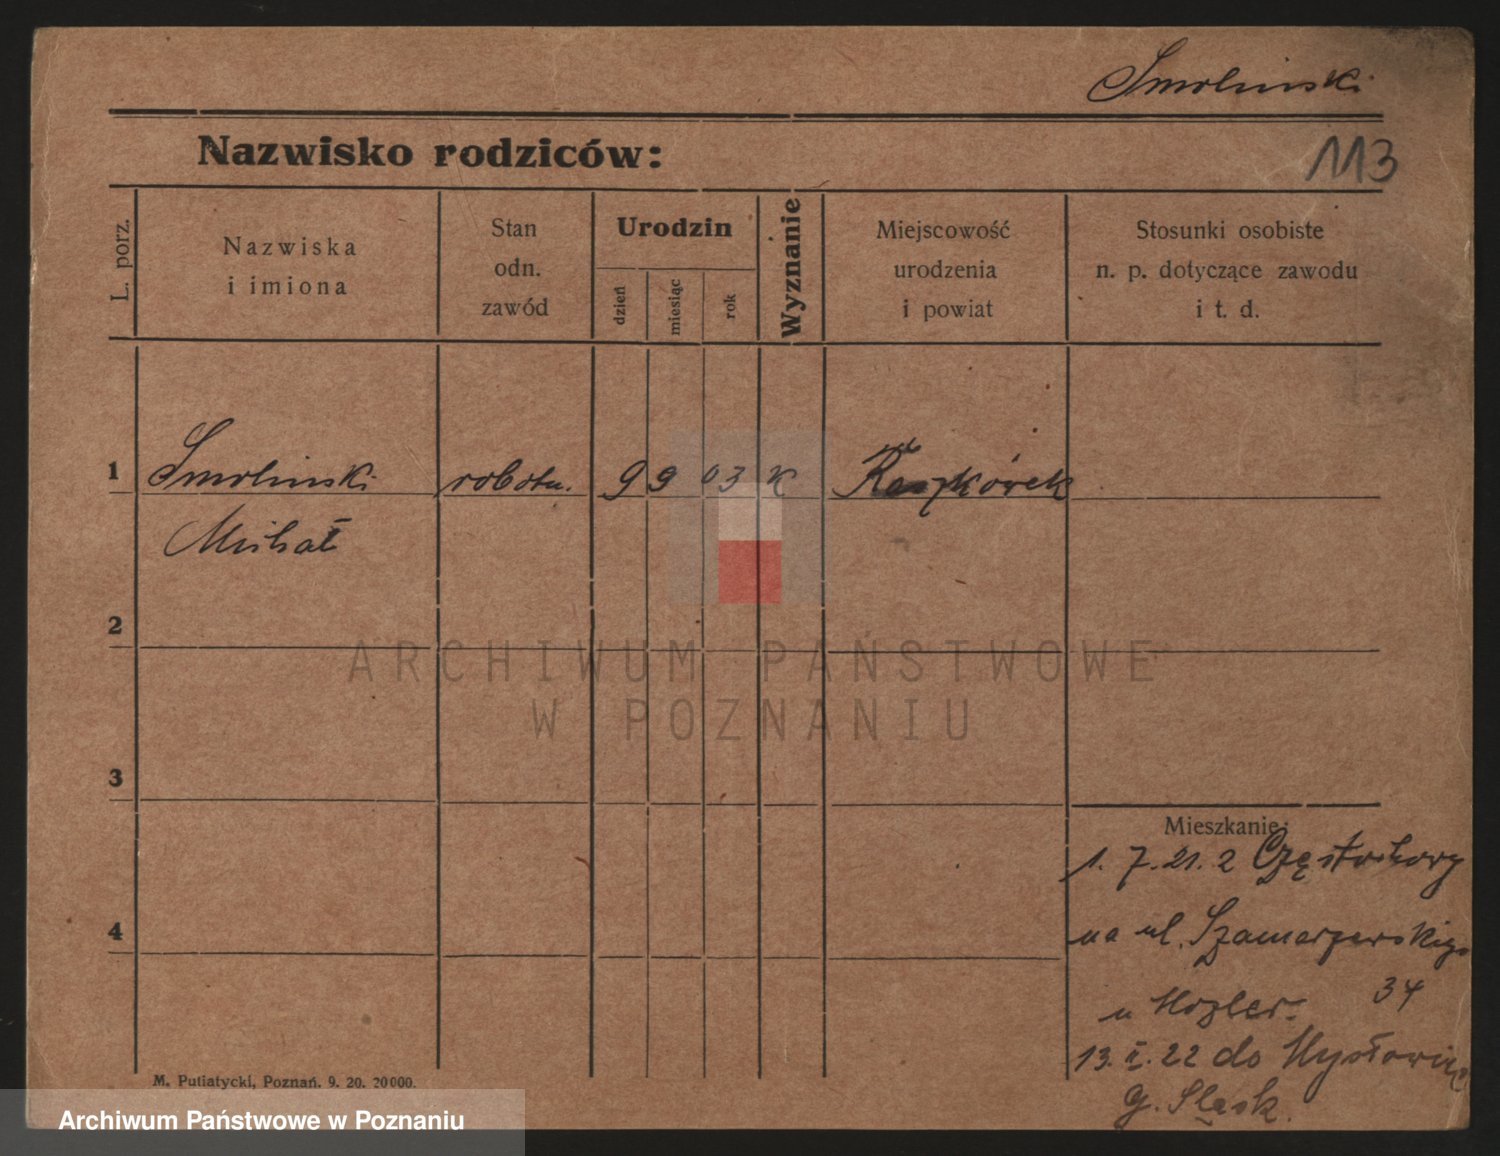 Smolinski
Nazwisko rodziców:
113
L. porz.
Nazwiska
i imiona
Stan
odn.
zawód
Urodzin
dzień
miesiąc
rok
Wyznanie
Miejscowość
urodzenia
i powiat
Stosunki osobiste
n. p. dotyczące zawodu
i t. d.
1 Smolinski robotn. 9 9 03 K Raszkówek
Michał
2
ARCHIWUM PAŃSTWOWE
W POZNANIU
3
Mieszkanie:
1. 7. 21. z Częstochowy
4
na ul. Szamarzewskiego
34
u Hozler.
13. II. 22 do Mysłowic
G. Śląsk.
M. Putiatycki, Poznań. 9. 20. 20000.
Archiwum Państwowe w Poznaniu